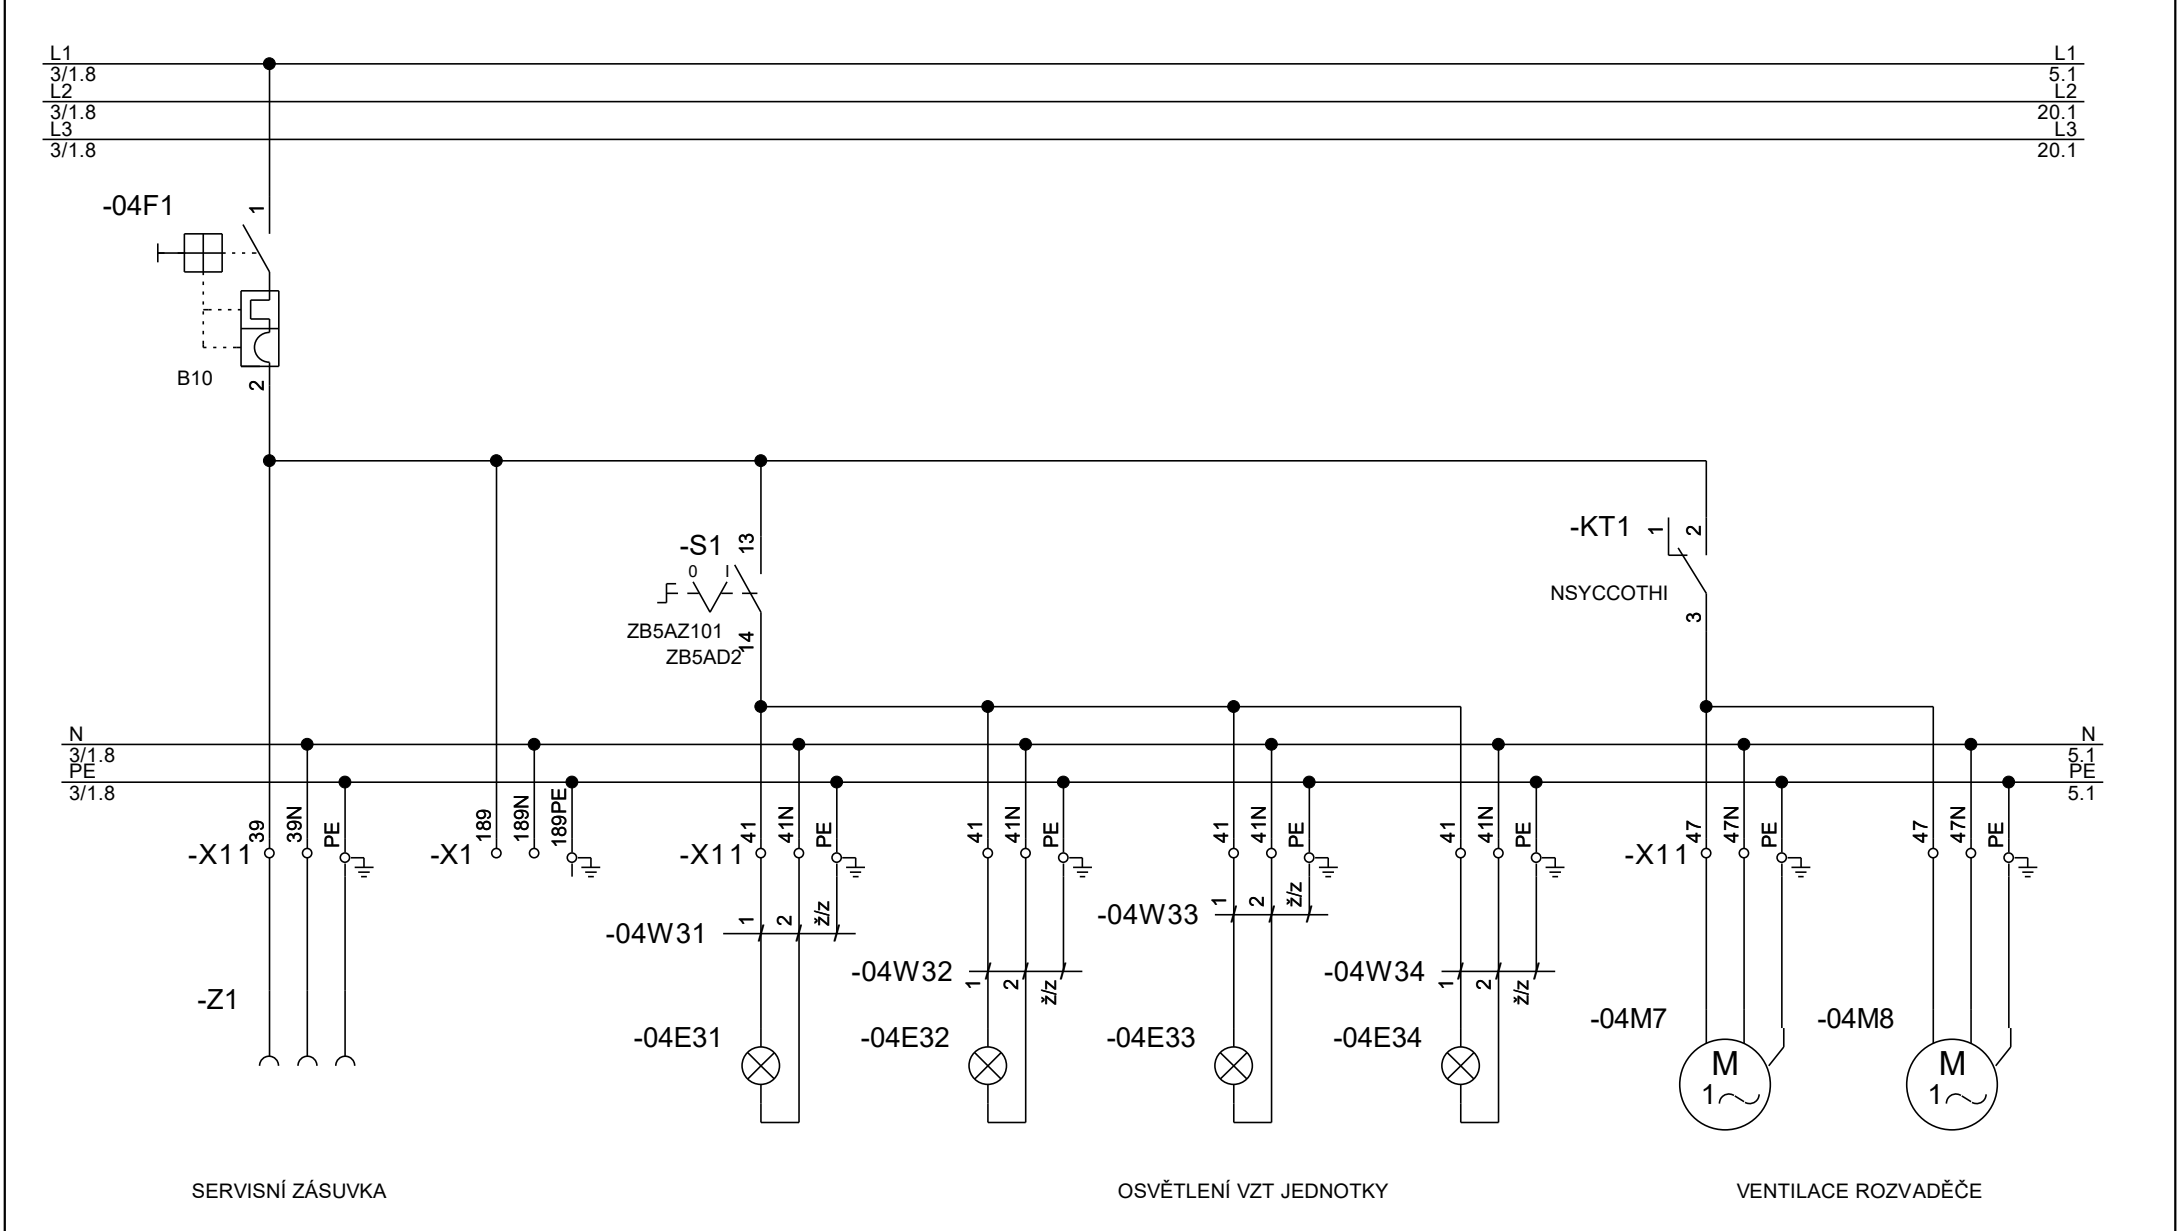 L1 L1
3/1.8 5.1
L2 L2
3/1.8 20.1
L3 L3
3/1.8 20.1
-04F1 1
B10 2
-S1 13
0 I
ZB5AZ101
ZB5AD2 14
-KT1 1 2
NSYCCOTHI
3
N N
3/1.8 5.1
PE PE
3/1.8 5.1
39 39N PE 189 189N 189PE 41 41N PE 41 41N PE 41 41N PE 41 41N PE 47 47N PE 47 47N PE
-X11 -X1 -X11 -X11
-04W31 1 2 ž/z
-04W33 1 2 ž/z
-04W32 1 2 ž/z
-04W34 1 2 ž/z
-Z1
-04E31 -04E32 -04E33 -04E34
-04M7 -04M8
M M
1 1
SERVISNÍ ZÁSUVKA OSVĚTLENÍ VZT JEDNOTKY VENTILACE ROZVADĚČE